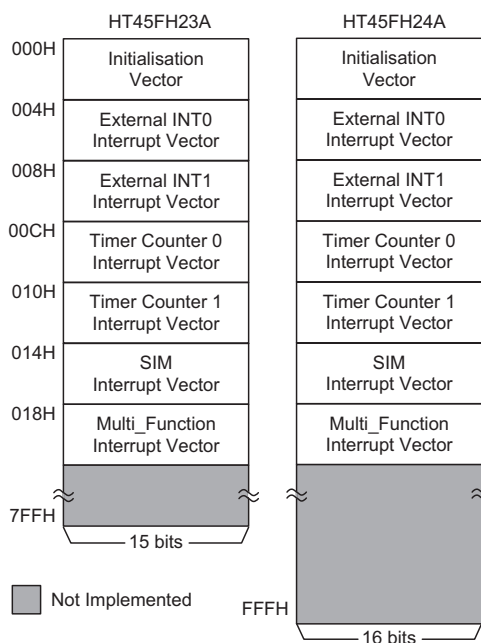 HT45FH23A
HT45FH24A
000H
Initialisation
Vector
Initialisation
Vector
004H
External INT0
Interrupt Vector
External INT0
Interrupt Vector
008H
External INT1
Interrupt Vector
External INT1
Interrupt Vector
00CH
Timer Counter 0
Interrupt Vector
Timer Counter 0
Interrupt Vector
010H
Timer Counter 1
Interrupt Vector
Timer Counter 1
Interrupt Vector
014H
SIM
Interrupt Vector
SIM
Interrupt Vector
018H
Multi_Function
Interrupt Vector
Multi_Function
Interrupt Vector
7FFH
15 bits
Not Implemented
FFFH
16 bits